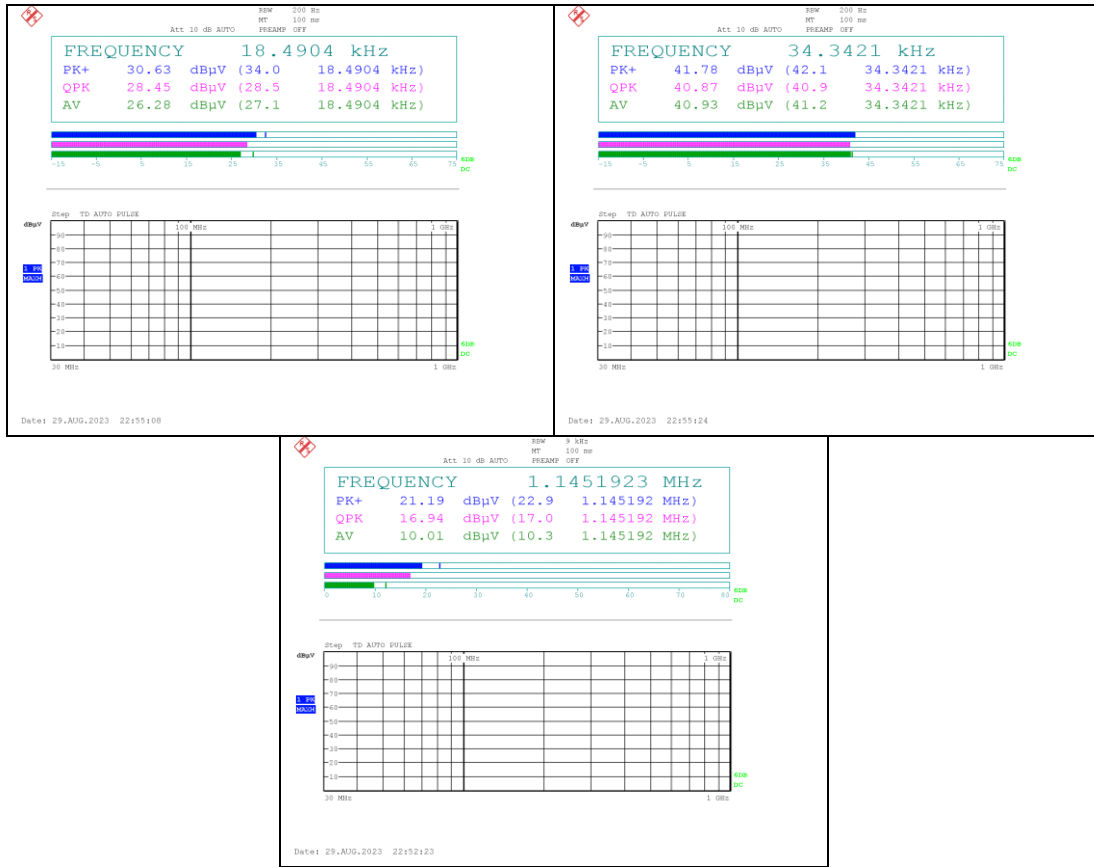 RBW 200 Hz
MT 100 ms
Att 10 dB AUTO PREAMP OFF
FREQUENCY 18.4904 kHz
PK+ 30.63 dBµV (34.0 18.4904 kHz)
QPK 28.45 dBµV (28.5 18.4904 kHz)
AV 26.28 dBµV (27.1 18.4904 kHz)
-15 -5 5 15 25 35 45 55 65 75
6DB
DC
Step TD AUTO PULSE
dBµV
100 MHz 1 GHz
90
80
70
1 PK
MAXH
60
50
40
30
20
10
6DB
DC
30 MHz 1 GHz
Date: 29.AUG.2023 22:55:08
RBW 200 Hz
MT 100 ms
Att 10 dB AUTO PREAMP OFF
FREQUENCY 34.3421 kHz
PK+ 41.78 dBµV (42.1 34.3421 kHz)
QPK 40.87 dBµV (40.9 34.3421 kHz)
AV 40.93 dBµV (41.2 34.3421 kHz)
-15 -5 5 15 25 35 45 55 65 75
6DB
DC
Step TD AUTO PULSE
dBµV
100 MHz 1 GHz
90
80
70
1 PK
MAXH
60
50
40
30
20
10
6DB
DC
30 MHz 1 GHz
Date: 29.AUG.2023 22:55:24
RBW 9 kHz
MT 100 ms
Att 10 dB AUTO PREAMP OFF
FREQUENCY 1.1451923 MHz
PK+ 21.19 dBµV (22.9 1.145192 MHz)
QPK 16.94 dBµV (17.0 1.145192 MHz)
AV 10.01 dBµV (10.3 1.145192 MHz)
0 10 20 30 40 50 60 70 80
6DB
DC
Step TD AUTO PULSE
dBµV
100 MHz 1 GHz
90
80
70
1 PK
MAXH
60
50
40
30
20
10
6DB
DC
30 MHz 1 GHz
Date: 29.AUG.2023 22:52:23